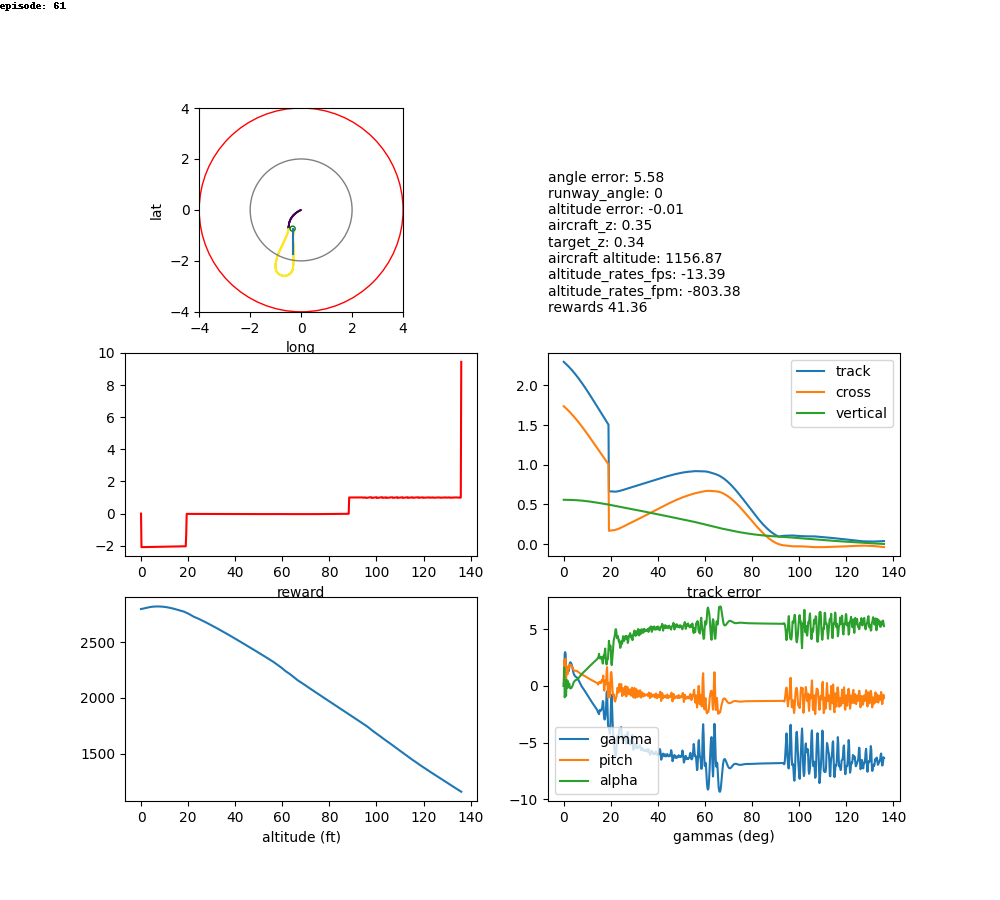 episode: 61
4
2
0
−2
−4
lat
−4 −2 0 2 4
long
angle error: 5.58
runway_angle: 0
altitude error: -0.01
aircraft_z: 0.35
target_z: 0.34
aircraft altitude: 1156.87
altitude_rates_fps: -13.39
altitude_rates_fpm: -803.38
rewards 41.36
10
8
6
4
2
0
−2
0 20 40 60 80 100 120 140
reward
track
cross
vertical
2.0
1.5
1.0
0.5
0.0
0 20 40 60 80 100 120 140
track error
2500
2000
1500
0 20 40 60 80 100 120 140
altitude (ft)
5
0
−5
−10
gamma
pitch
alpha
0 20 40 60 80 100 120 140
gammas (deg)